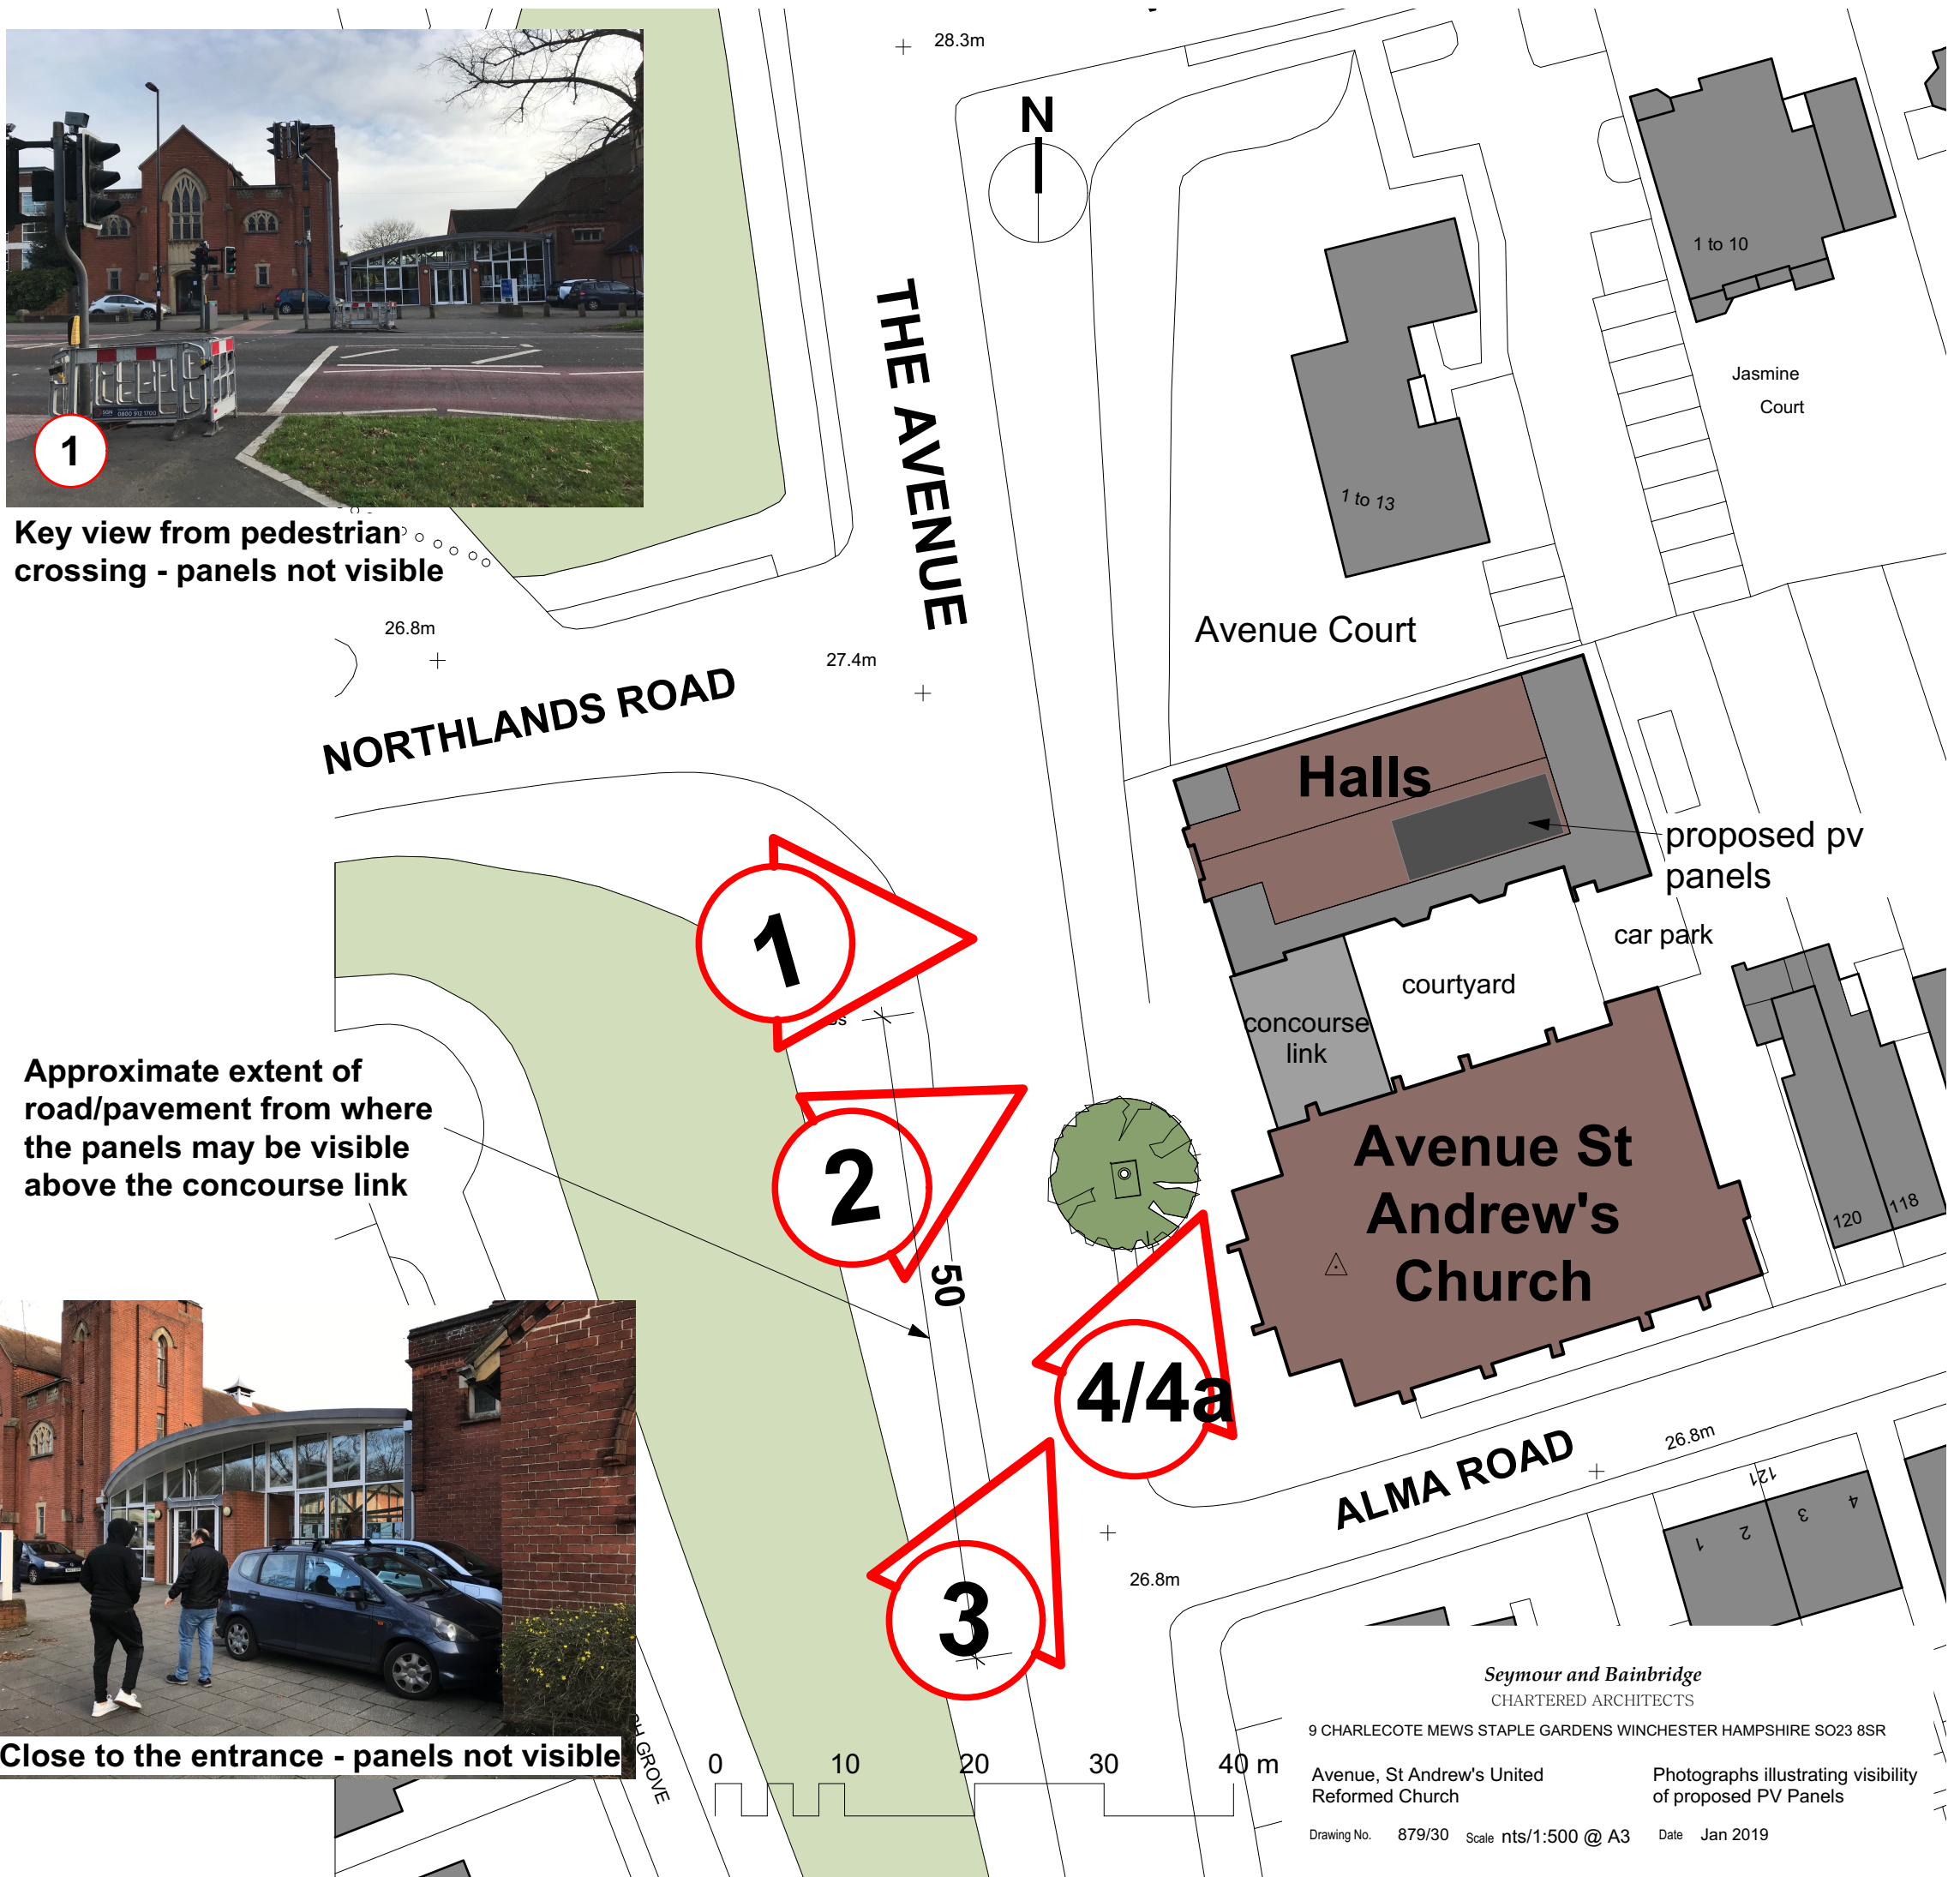 28.3m
N
THE AVENUE
1 to 10
Jasmine
Court
1 to 13
SGN
0800 912 1700
1
Key view from pedestrian
crossing - panels not visible
26.8m
27.4m
Avenue Court
NORTHLANDS ROAD
Halls
proposed pv
panels
car park
courtyard
concourse
link
1
2
50
4/4a
3
Approximate extent of
road/pavement from where
the panels may be visible
above the concourse link
Avenue St
Andrew's
Church
120
118
ALMA ROAD
26.8m
121
1
2
3
4
26.8m
Close to the entrance - panels not visible
GROVE
0 10 20 30 40 m
Seymour and Bainbridge
CHARTERED ARCHITECTS
9 CHARLECOTE MEWS STAPLE GARDENS WINCHESTER HAMPSHIRE SO23 8SR
Avenue, St Andrew's United
Reformed Church
Photographs illustrating visibility
of proposed PV Panels
Drawing No. 879/30 Scale nts/1:500 @ A3 Date Jan 2019